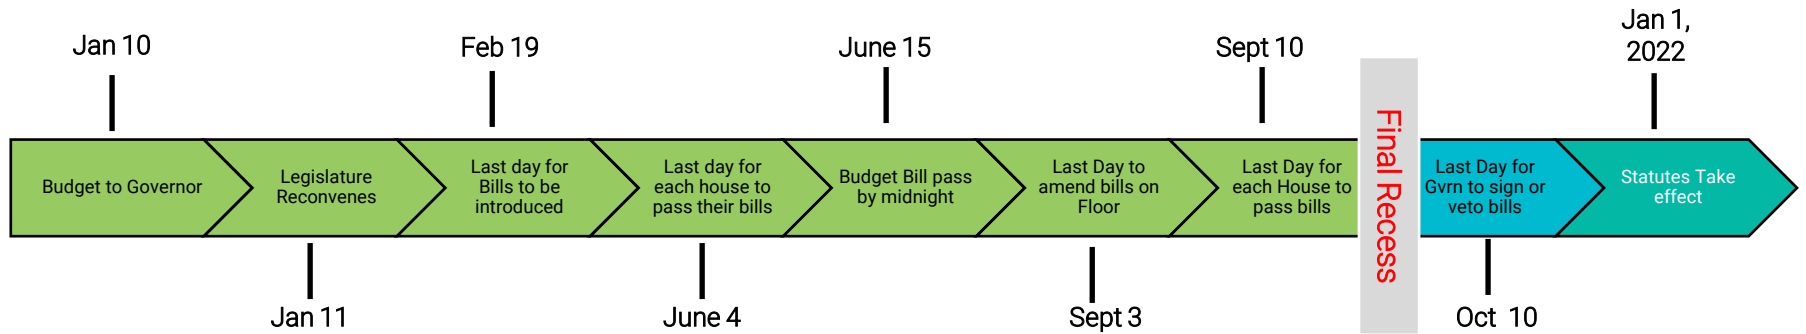 Jan 10
Feb 19
June 15
Sept 10
Jan 1,
2022
Budget to Governor
Legislature
Reconvenes
Last day for
Bills to be
introduced
Last day for
each house to
pass their bills
Budget Bill pass
by midnight
Last Day to
amend bills on
Floor
Last Day for
each House to
pass bills
Final Recess
Last Day for
Gvrn to sign or
veto bills
Statutes Take
effect
Jan 11
June 4
Sept 3
Oct 10